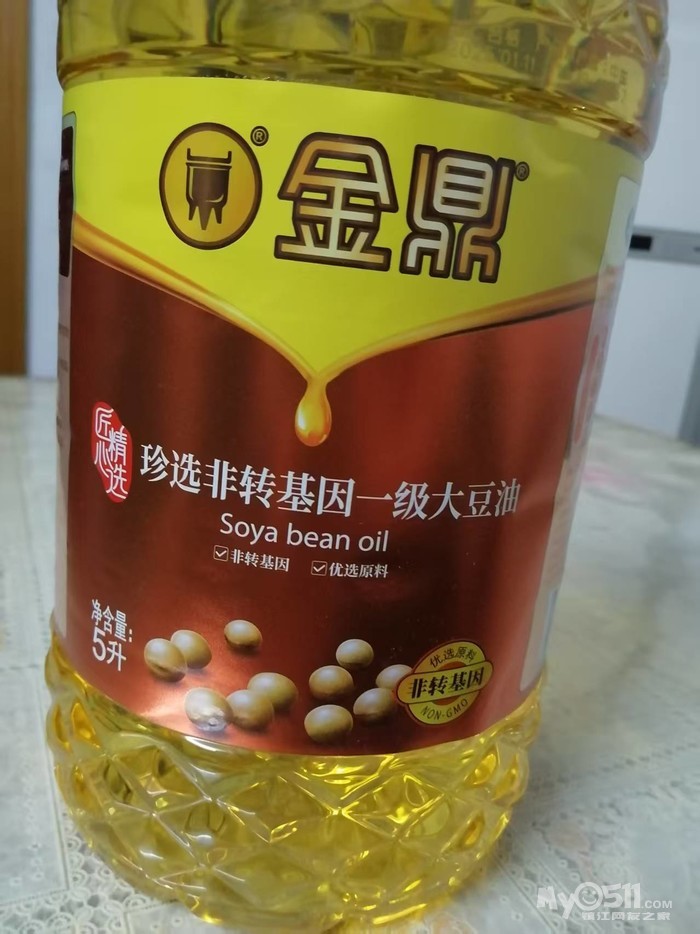 金鼎
匠心
精选
珍选非转基因一级大豆油
Soya bean oil
非转基因 优选原料
净含量:
5升
优选原料
非转基因
NON-GMO
My0511.com
镇江网友之家